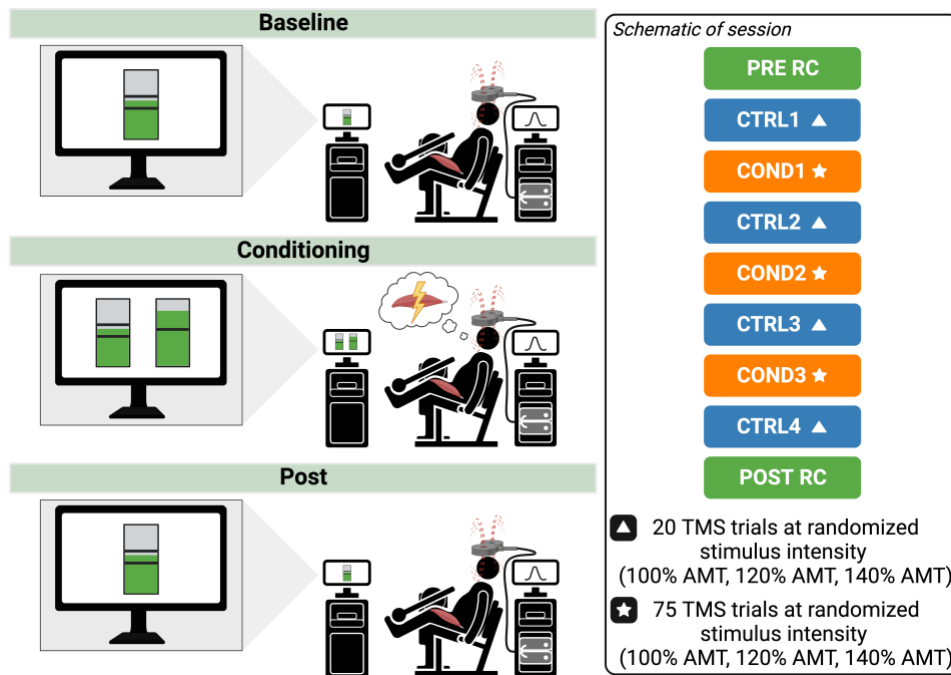 Baseline
Conditioning
Post
Schematic of session
PRE RC
CTRL1
COND1
CTRL2
COND2
CTRL3
COND3
CTRL4
POST RC
20 TMS trials at randomized
stimulus intensity
(100% AMT, 120% AMT, 140% AMT)
75 TMS trials at randomized
stimulus intensity
(100% AMT, 120% AMT, 140% AMT)